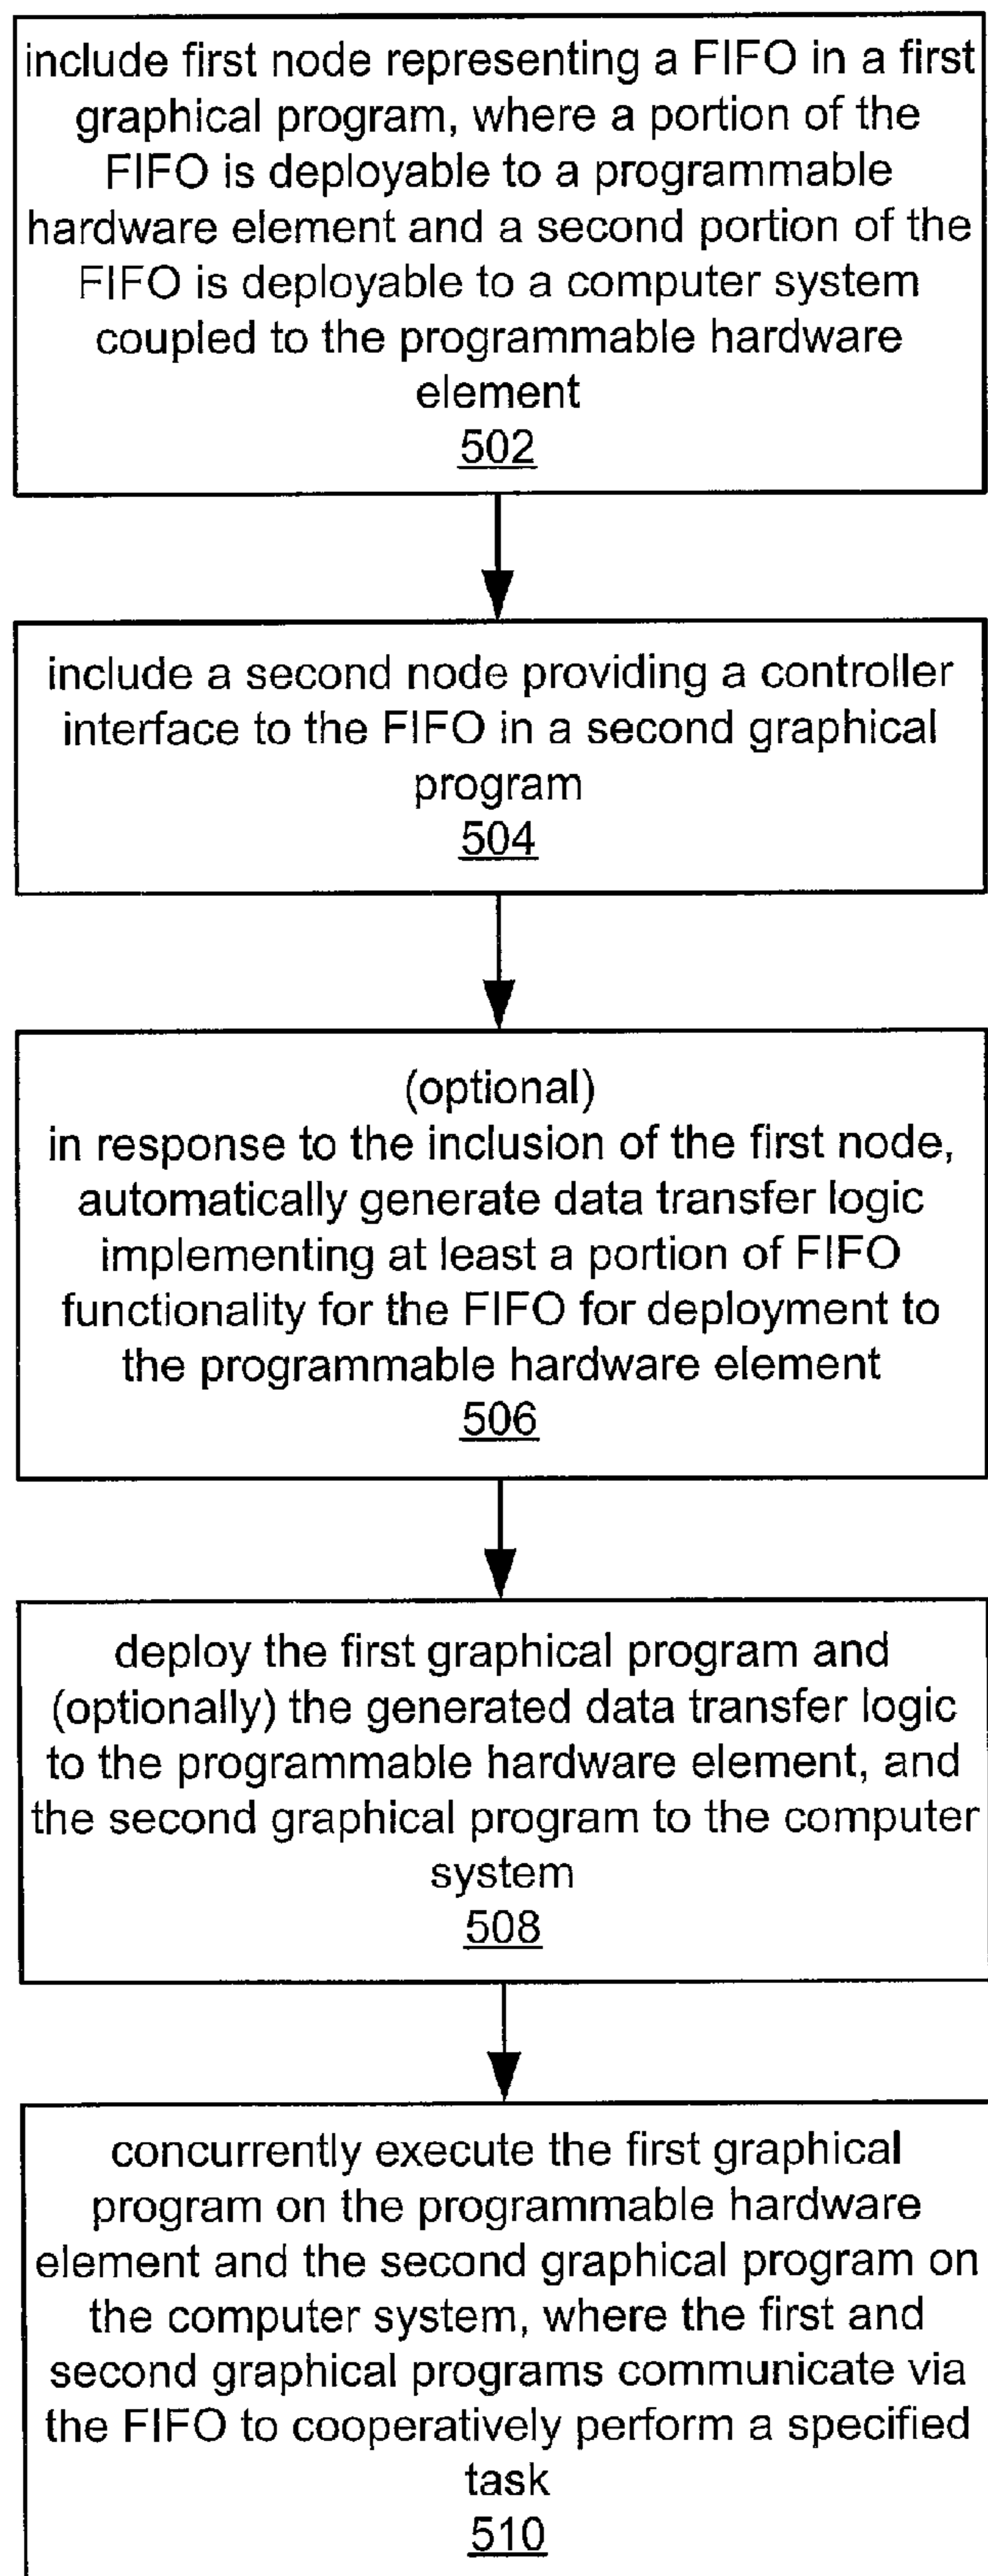 include first node representing a FIFO in a first
graphical program, where a portion of the
FIFO is deployable to a programmable
hardware element and a second portion of the
FIFO is deployable to a computer system
coupled to the programmable hardware
element
502
include a second node providing a controller
interface to the FIFO in a second graphical
program
504
(optional)
in response to the inclusion of the first node,
automatically generate data transfer logic
implementing at least a portion of FIFO
functionality for the FIFO for deployment to
the programmable hardware element
506
deploy the first graphical program and
(optionally) the generated data transfer logic
to the programmable hardware element, and
the second graphical program to the computer
system
508
concurrently execute the first graphical
program on the programmable hardware
element and the second graphical program on
the computer system, where the first and
second graphical programs communicate via
the FIFO to cooperatively perform a specified
task
510